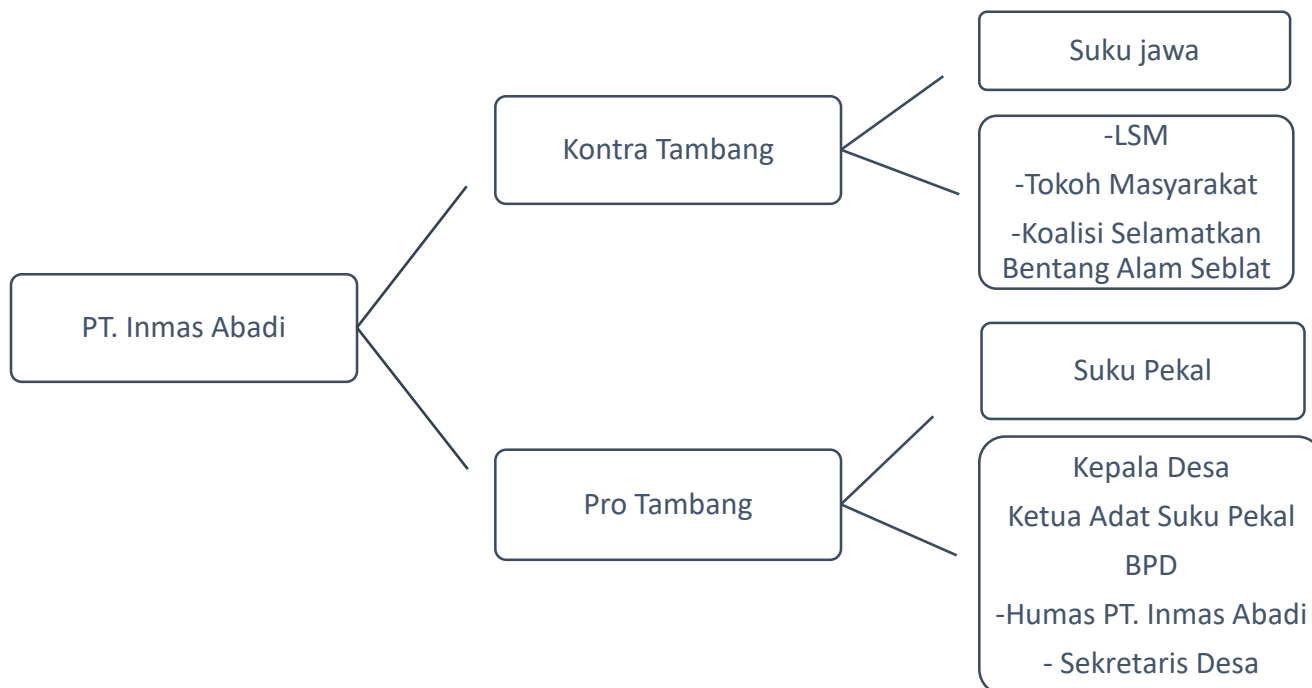 PT. Inmas Abadi
Kontra Tambang
Suku jawa
-LSM
-Tokoh Masyarakat
-Koalisi Selamatkan
Bentang Alam Seblat
Pro Tambang
Suku Pekal
Kepala Desa
Ketua Adat Suku Pekal
BPD
-Humas PT. Inmas Abadi
- Sekretaris Desa